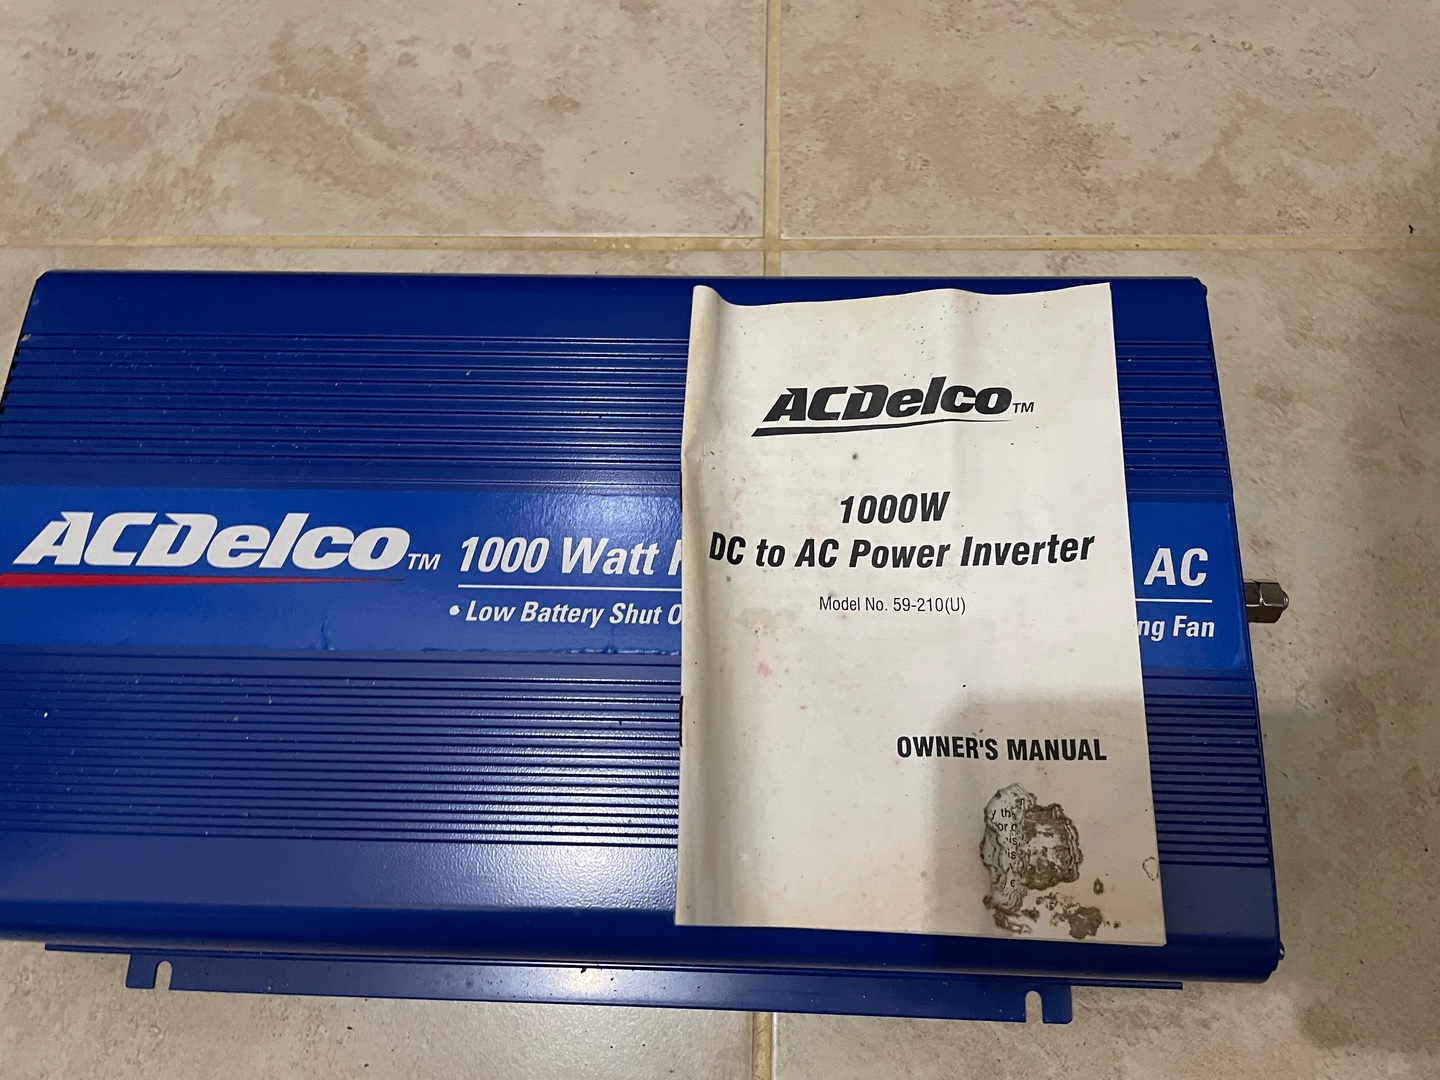 ACDelco™ 1000 Watt
• Low Battery Shut
AC
Fan
ACDelco™
1000W
DC to AC Power Inverter
Model No. 59-210(U)
OWNER'S MANUAL